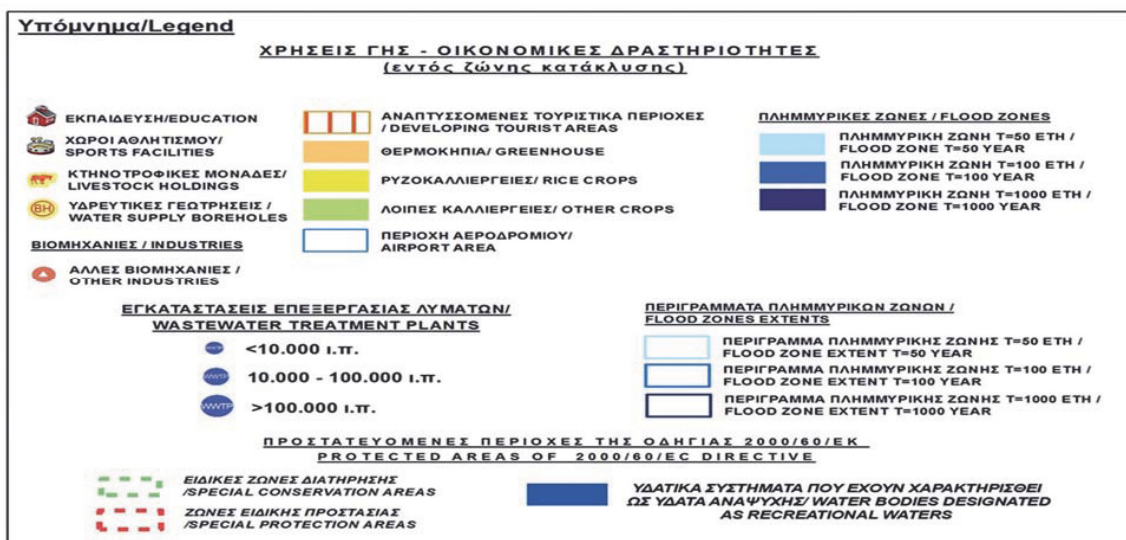 Υπόμνημα/Legend
ΧΡΗΣΕΙΣ ΓΗΣ - ΟΙΚΟΝΟΜΙΚΕΣ ΔΡΑΣΤΗΡΙΟΤΗΤΕΣ
(εντός ζώνης κατάκλυσης)
ΕΚΠΑΙΔΕΥΣΗ/EDUCATION
ΧΩΡΟΙ ΑΘΛΗΤΙΣΜΟΥ/
SPORTS FACILITIES
ΚΤΗΝΟΤΡΟΦΙΚΕΣ ΜΟΝΑΔΕΣ/
LIVESTOCK HOLDINGS
BH
ΥΔΡΕΥΤΙΚΕΣ ΓΕΩΤΡΗΣΕΙΣ /
WATER SUPPLY BOREHOLES
ΒΙΟΜΗΧΑΝΙΕΣ / INDUSTRIES
ΑΛΛΕΣ ΒΙΟΜΗΧΑΝΙΕΣ /
OTHER INDUSTRIES
ΑΝΑΠΤΥΣΣΟΜΕΝΕΣ ΤΟΥΡΙΣΤΙΚΑ ΠΕΡΙΟΧΕΣ
/ DEVELOPING TOURIST AREAS
ΘΕΡΜΟΚΗΠΙΑ/ GREENHOUSE
ΡΥΖΟΚΑΛΛΙΕΡΓΕΙΕΣ/ RICE CROPS
ΛΟΙΠΕΣ ΚΑΛΛΙΕΡΓΕΙΕΣ/ OTHER CROPS
ΠΕΡΙΟΧΗ ΑΕΡΟΔΡΟΜΙΟΥ/
AIRPORT AREA
ΠΛΗΜΜΥΡΙΚΕΣ ΖΩΝΕΣ / FLOOD ZONES
ΠΛΗΜΜΥΡΙΚΗ ΖΩΝΗ Τ=50 ΕΤΗ /
FLOOD ZONE T=50 YEAR
ΠΛΗΜΜΥΡΙΚΗ ΖΩΝΗ Τ=100 ΕΤΗ /
FLOOD ZONE T=100 YEAR
ΠΛΗΜΜΥΡΙΚΗ ΖΩΝΗ Τ=1000 ΕΤΗ /
FLOOD ZONE T=1000 YEAR
ΕΓΚΑΤΑΣΤΑΣΕΙΣ ΕΠΕΞΕΡΓΑΣΙΑΣ ΛΥΜΑΤΩΝ/
WASTEWATER TREATMENT PLANTS
WWTP <10.000 ι.π.
WWTP 10.000 - 100.000 ι.π.
WWTP >100.000 ι.π.
ΠΕΡΙΓΡΑΜΜΑΤΑ ΠΛΗΜΜΥΡΙΚΩΝ ΖΩΝΩΝ /
FLOOD ZONES EXTENTS
ΠΕΡΙΓΡΑΜΜΑ ΠΛΗΜΜΥΡΙΚΗΣ ΖΩΝΗΣ Τ=50 ΕΤΗ /
FLOOD ZONE EXTENT T=50 YEAR
ΠΕΡΙΓΡΑΜΜΑ ΠΛΗΜΜΥΡΙΚΗΣ ΖΩΝΗΣ Τ=100 ΕΤΗ /
FLOOD ZONE EXTENT T=100 YEAR
ΠΕΡΙΓΡΑΜΜΑ ΠΛΗΜΜΥΡΙΚΗΣ ΖΩΝΗΣ Τ=1000 ΕΤΗ /
FLOOD ZONE EXTENT T=1000 YEAR
ΠΡΟΣΤΑΤΕΥΟΜΕΝΕΣ ΠΕΡΙΟΧΕΣ ΤΗΣ ΟΔΗΓΙΑΣ 2000/60/ΕΚ
PROTECTED AREAS OF 2000/60/EC DIRECTIVE
ΕΙΔΙΚΕΣ ΖΩΝΕΣ ΔΙΑΤΗΡΗΣΗΣ
/SPECIAL CONSERVATION AREAS
ΖΩΝΕΣ ΕΙΔΙΚΗΣ ΠΡΟΣΤΑΣΙΑΣ
/SPECIAL PROTECTION AREAS
ΥΔΑΤΙΚΑ ΣΥΣΤΗΜΑΤΑ ΠΟΥ ΕΧΟΥΝ ΧΑΡΑΚΤΗΡΙΣΘΕΙ
ΩΣ ΥΔΑΤΑ ΑΝΑΨΥΧΗΣ/ WATER BODIES DESIGNATED
AS RECREATIONAL WATERS